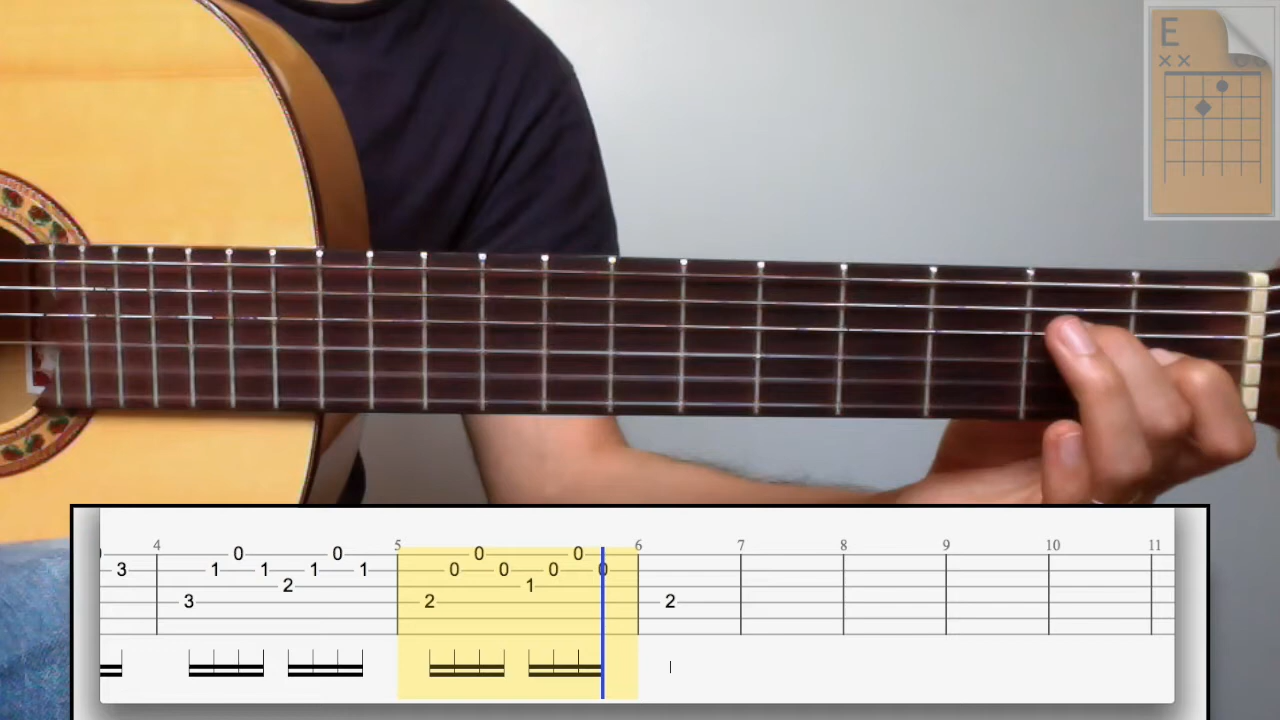 E
××
4 5 6 7 8 9 10 11
0 0 0 0
3 1 1 1 1 0 0 0 0
2 1
3 2 2